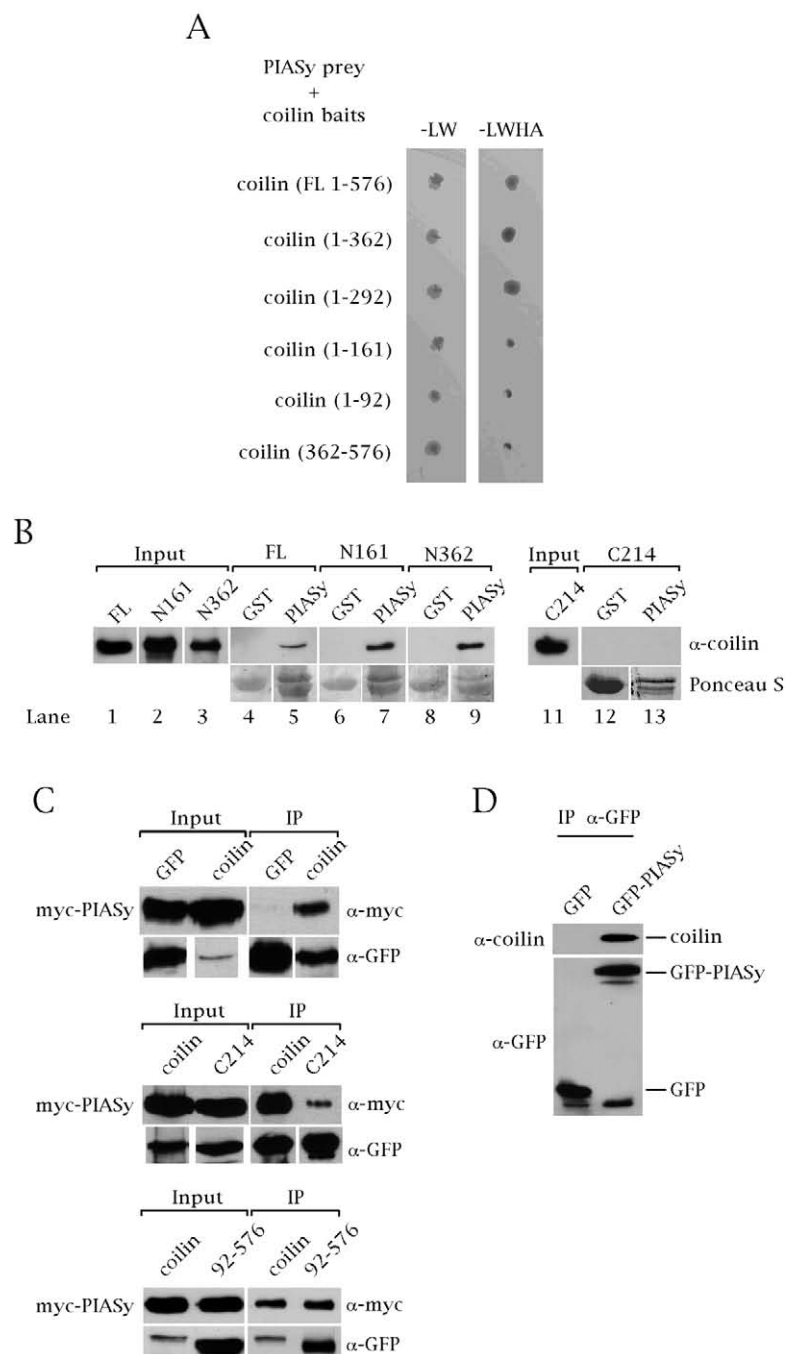 A
PIASy prey
+
coilin baits
-LW -LWHA
coilin (FL 1-576)
coilin (1-362)
coilin (1-292)
coilin (1-161)
coilin (1-92)
coilin (362-576)
B
Input FL N161 N362 Input C214
FL N161 N362 GST PIASy GST PIASy GST PIASy C214 GST PIASy
α-coilin
Ponceau S
Lane 1 2 3 4 5 6 7 8 9 11 12 13
C
Input IP
GFP coilin GFP coilin
myc-PIASy α-myc
α-GFP
Input IP
coilin C214 coilin C214
myc-PIASy α-myc
α-GFP
Input IP
coilin 92-576 coilin 92-576
myc-PIASy α-myc
α-GFP
D
IP α-GFP
GFP GFP-PIASy
α-coilin coilin
GFP-PIASy
α-GFP
GFP